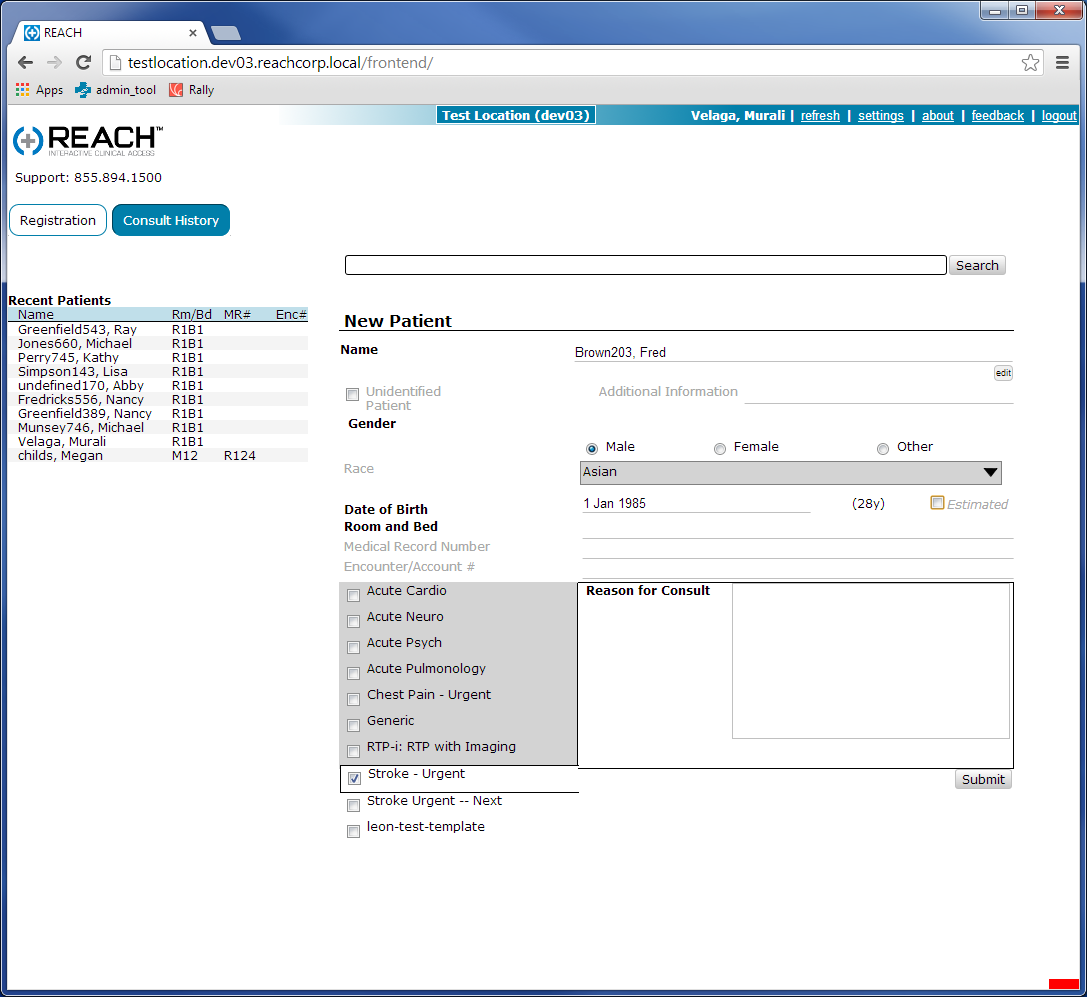 REACH
testlocation.dev03.reachcorp.local/frontend/
Apps admin_tool Rally
Test Location (dev03) Velaga, Murali | refresh | settings | about | feedback | logout
REACH™
INTERACTIVE CLINICAL ACCESS
Support: 855.894.1500
Registration Consult History
Search
Recent Patients
Name Rm/Bd MR# Enc#
Greenfield543, Ray R1B1
Jones660, Michael R1B1
Perry745, Kathy R1B1
Simpson143, Lisa R1B1
undefined170, Abby R1B1
Fredricks556, Nancy R1B1
Greenfield389, Nancy R1B1
Munsey746, Michael R1B1
Velaga, Murali R1B1
childs, Megan M12 R124
New Patient
Name Brown203, Fred
edit
Unidentified Patient Additional Information
Gender
Male Female Other
Race Asian
Date of Birth 1 Jan 1985 (28y) Estimated
Room and Bed
Medical Record Number
Encounter/Account #
Acute Cardio Reason for Consult
Acute Neuro
Acute Psych
Acute Pulmonology
Chest Pain - Urgent
Generic
RTP-i: RTP with Imaging
Stroke - Urgent Submit
Stroke Urgent -- Next
leon-test-template